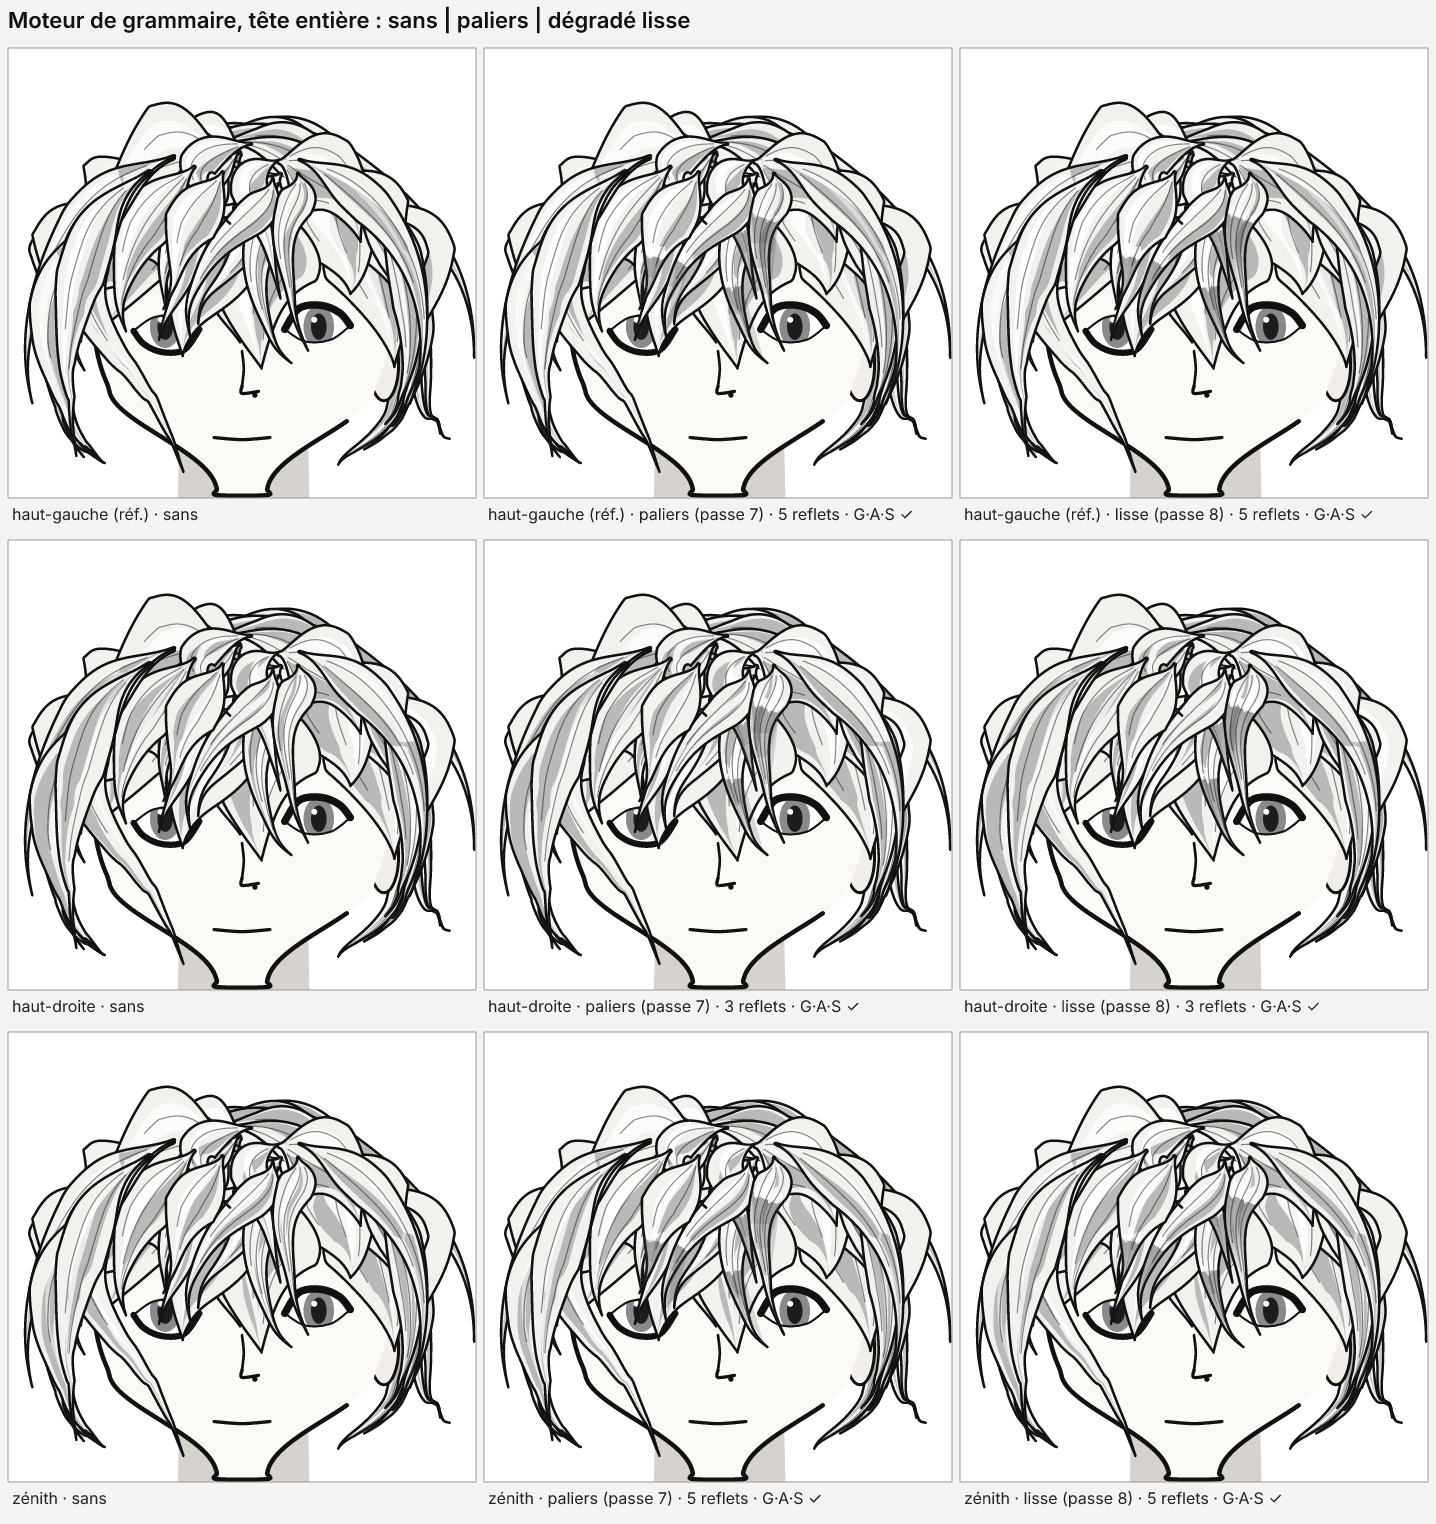 Moteur de grammaire, tête entière : sans | paliers | dégradé lisse
haut-gauche (réf.) · sans
haut-gauche (réf.) · paliers (passe 7) · 5 reflets · G·A·S ✓
haut-gauche (réf.) · lisse (passe 8) · 5 reflets · G·A·S ✓
haut-droite · sans
haut-droite · paliers (passe 7) · 3 reflets · G·A·S ✓
haut-droite · lisse (passe 8) · 3 reflets · G·A·S ✓
zénith · sans
zénith · paliers (passe 7) · 5 reflets · G·A·S ✓
zénith · lisse (passe 8) · 5 reflets · G·A·S ✓